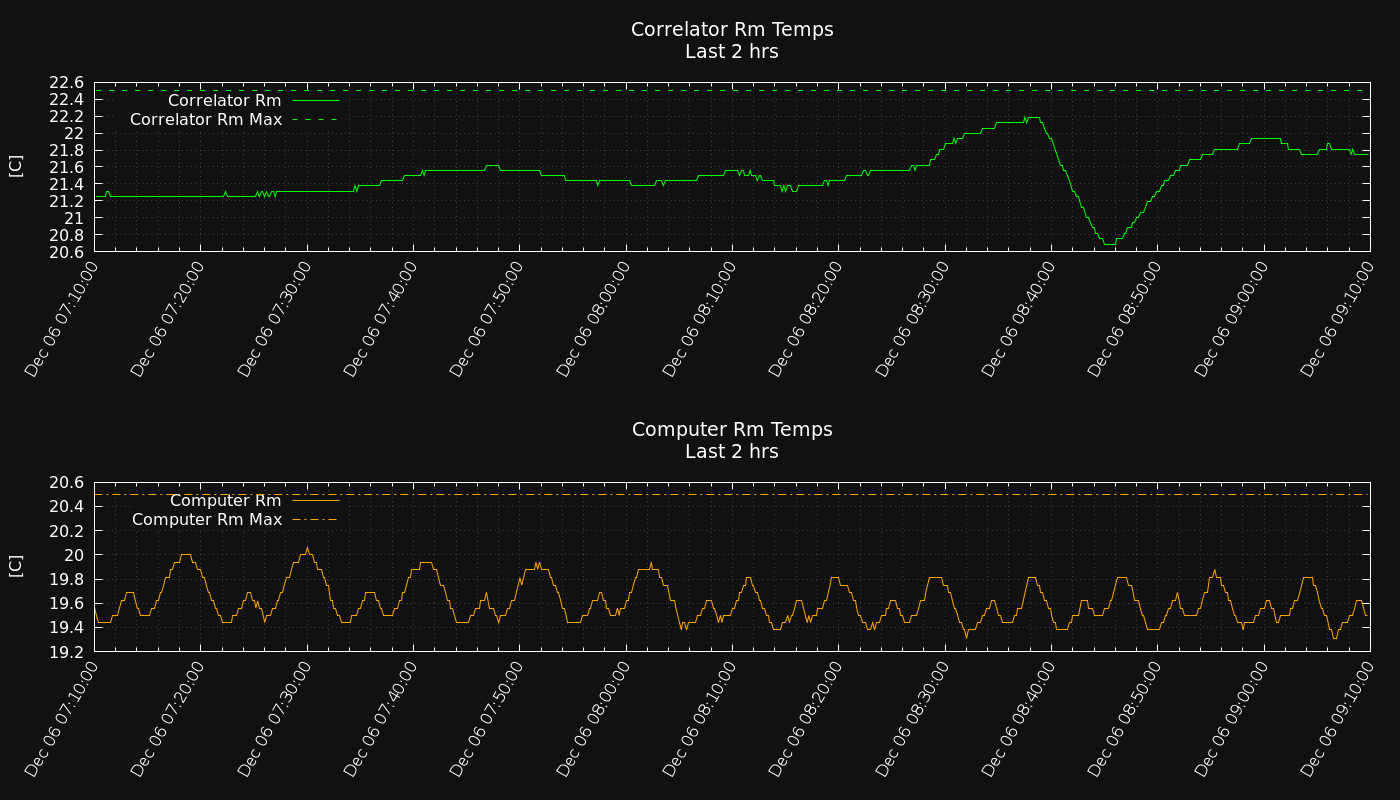 Correlator Rm Temps
Last 2 hrs
[C]
22.6
22.4
22.2
22
21.8
21.6
21.4
21.2
21
20.8
20.6
Correlator Rm
Correlator Rm Max
Dec 06 07:10:00
Dec 06 07:20:00
Dec 06 07:30:00
Dec 06 07:40:00
Dec 06 07:50:00
Dec 06 08:00:00
Dec 06 08:10:00
Dec 06 08:20:00
Dec 06 08:30:00
Dec 06 08:40:00
Dec 06 08:50:00
Dec 06 09:00:00
Dec 06 09:10:00
Computer Rm Temps
Last 2 hrs
[C]
20.6
20.4
20.2
20
19.8
19.6
19.4
19.2
Computer Rm
Computer Rm Max
Dec 06 07:10:00
Dec 06 07:20:00
Dec 06 07:30:00
Dec 06 07:40:00
Dec 06 07:50:00
Dec 06 08:00:00
Dec 06 08:10:00
Dec 06 08:20:00
Dec 06 08:30:00
Dec 06 08:40:00
Dec 06 08:50:00
Dec 06 09:00:00
Dec 06 09:10:00